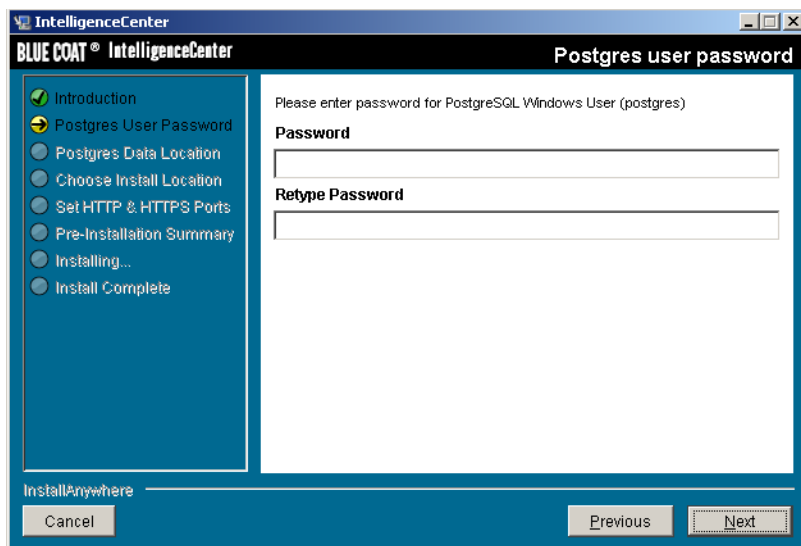 IntelligenceCenter
BLUE COAT ® IntelligenceCenter
Postgres user password
Introduction
Postgres User Password
Postgres Data Location
Choose Install Location
Set HTTP & HTTPS Ports
Pre-Installation Summary
Installing...
Install Complete
Please enter password for PostgreSQL Windows User (postgres)
Password
Retype Password
InstallAnywhere
Cancel
Previous
Next